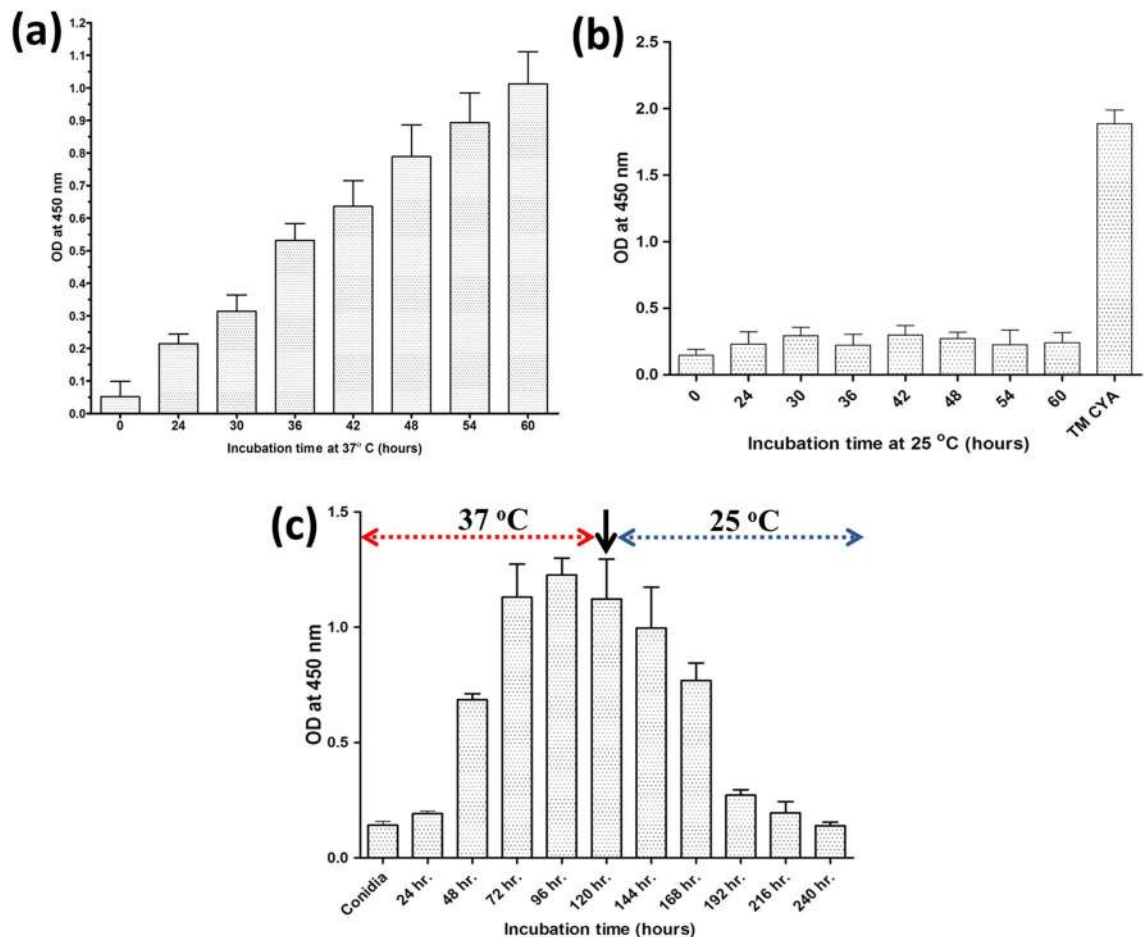 (a)
1.2
1.1
1.0
0.9
0.8
0.7
0.6
0.5
0.4
0.3
0.2
0.1
0.0
OD at 450 nm
0 24 30 36 42 48 54 60
Incubation time at 37° C (hours)
(b)
2.5
2.0
1.5
1.0
0.5
0.0
OD at 450 nm
0 24 30 36 42 48 54 60 TM CYA
Incubation time at 25 °C (hours)
(c)
37 °C 25 °C
1.5
1.0
0.5
0.0
OD at 450 nm
Conidia 24 hr. 48 hr. 72 hr. 96 hr. 120 hr. 144 hr. 168 hr. 192 hr. 216 hr. 240 hr.
Incubation time (hours)